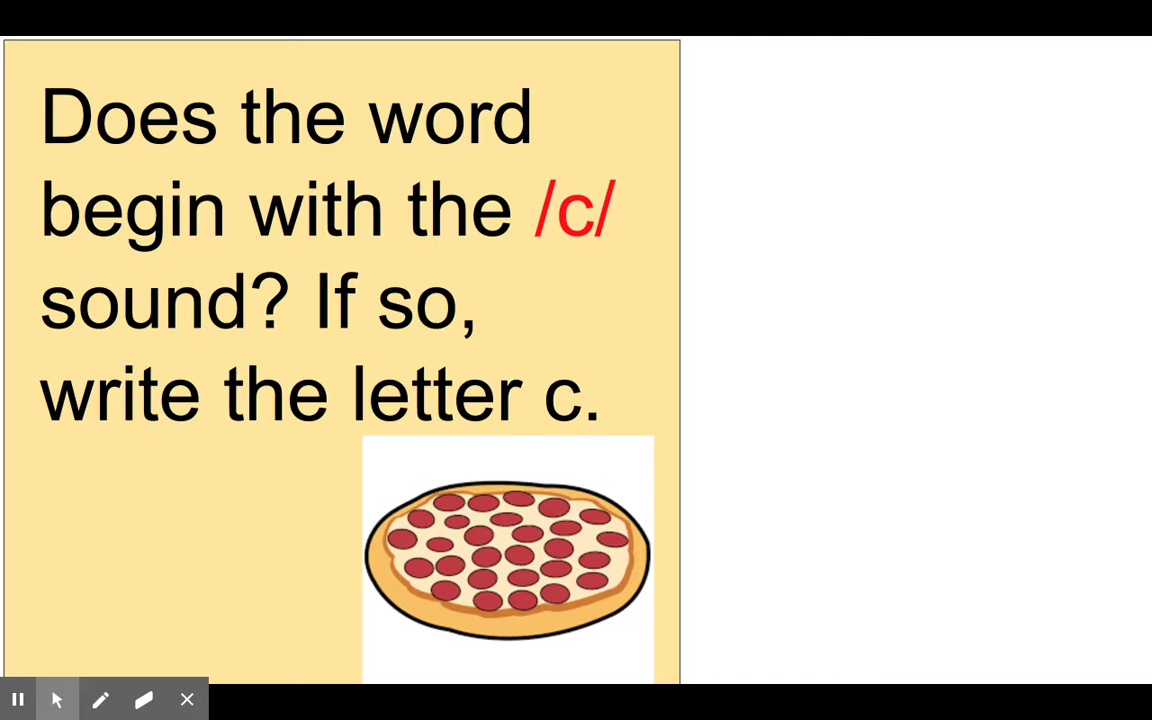 Does the word
begin with the /c/
sound? If so,
write the letter c.